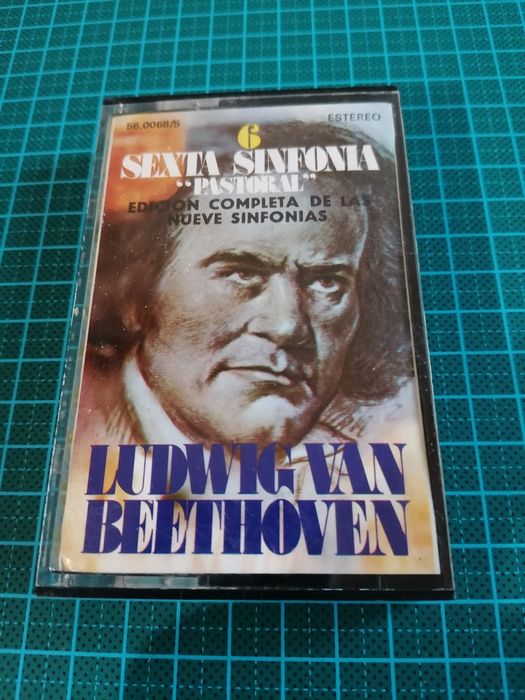 56.0068/5
ESTEREO
6
SEXTA SINFONIA
“PASTORAL”
EDICION COMPLETA DE LAS
NUEVE SINFONIAS
LUDWIG VAN
BEETHOVEN